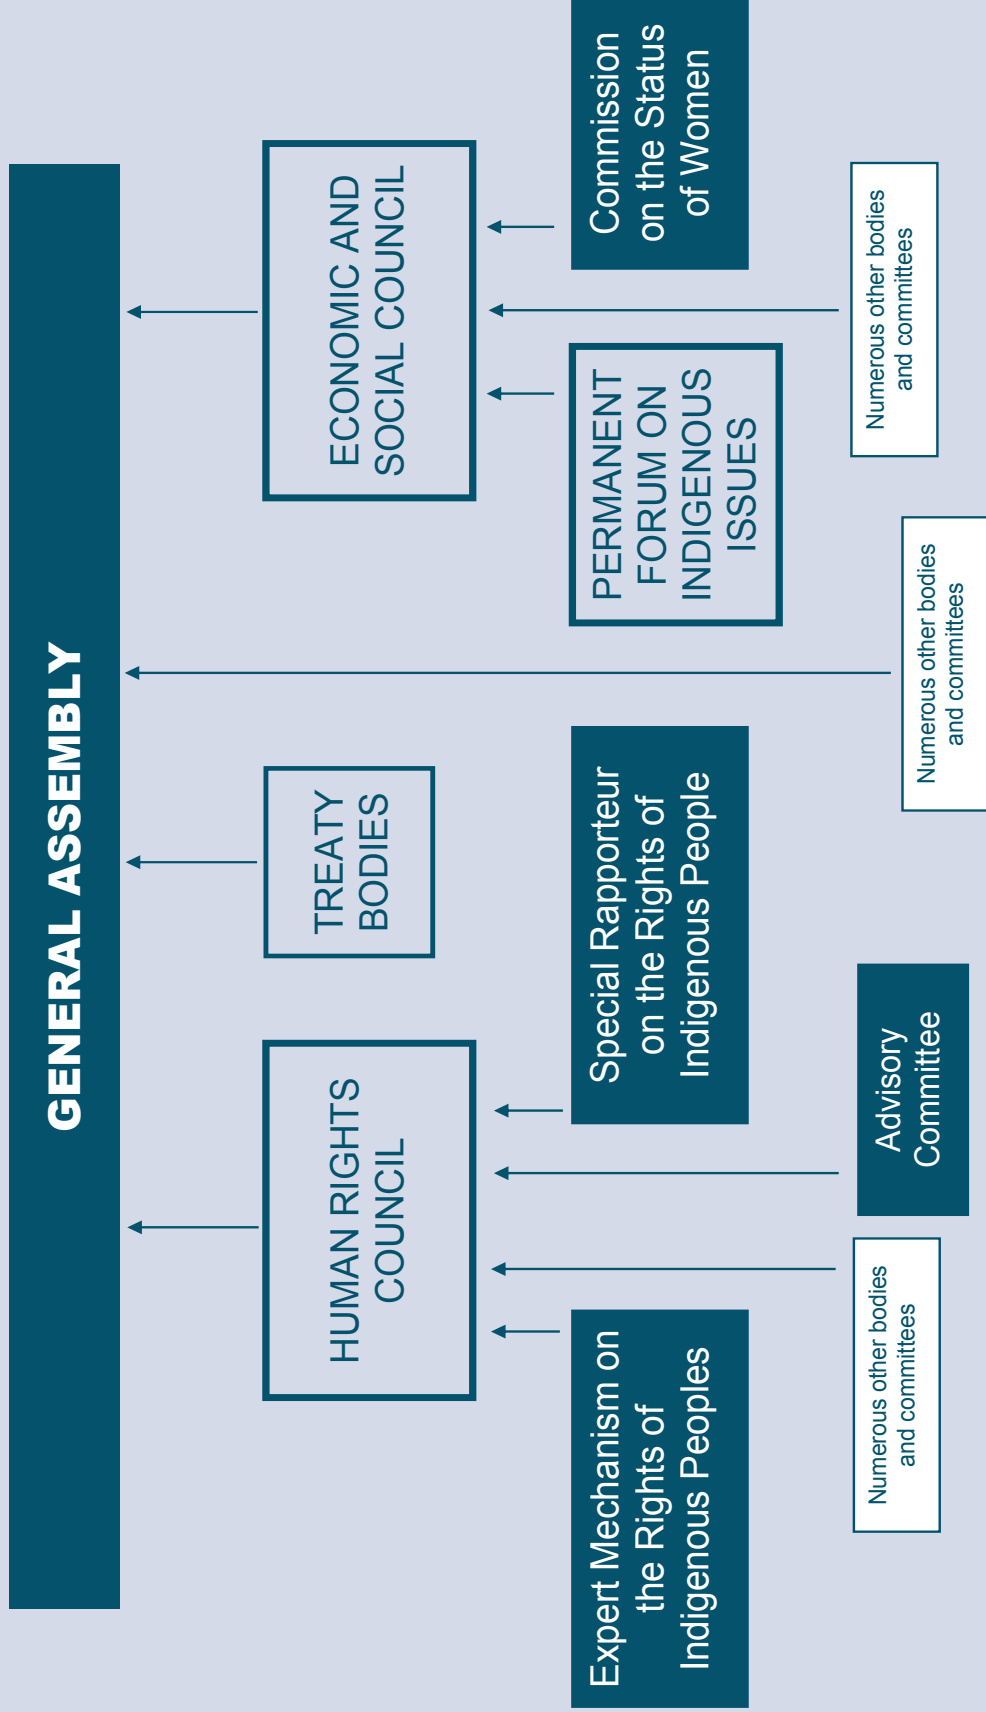 GENERAL ASSEMBLY
HUMAN RIGHTS
COUNCIL
TREATY
BODIES
ECONOMIC AND
SOCIAL COUNCIL
Expert Mechanism on
the Rights of
Indigenous Peoples
Special Rapporteur
on the Rights of
Indigenous People
PERMANENT
FORUM ON
INDIGENOUS
ISSUES
Commission
on the Status
of Women
Numerous other bodies
and committees
Advisory
Committee
Numerous other bodies
and committees
Numerous other bodies
and committees